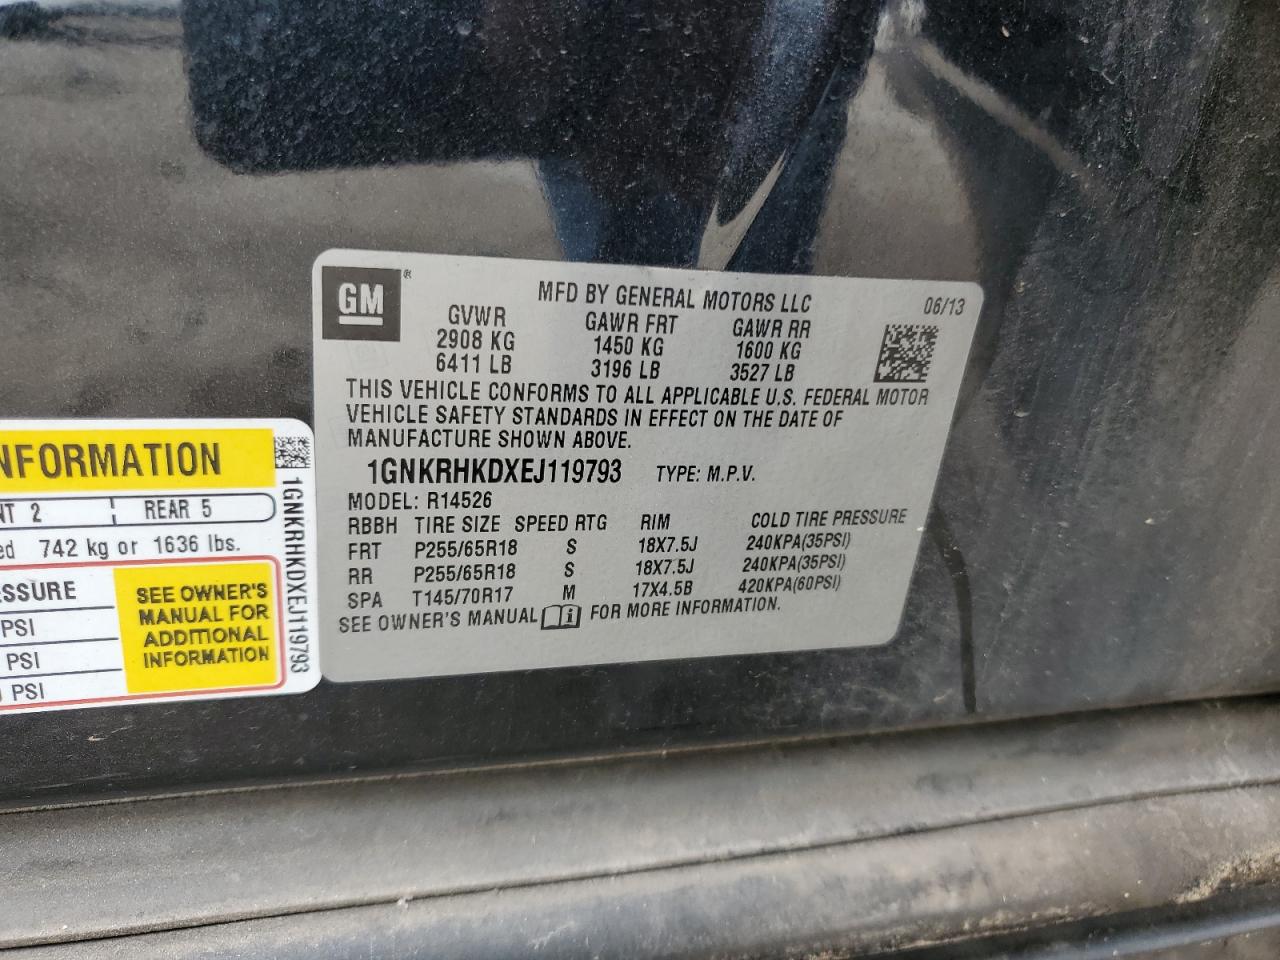 GM ®
MFD BY GENERAL MOTORS LLC
06/13
GVWR GAWR FRT GAWR RR
2908 KG 1450 KG 1600 KG
6411 LB 3196 LB 3527 LB
THIS VEHICLE CONFORMS TO ALL APPLICABLE U.S. FEDERAL MOTOR
VEHICLE SAFETY STANDARDS IN EFFECT ON THE DATE OF
MANUFACTURE SHOWN ABOVE.
1GNKRHKDXEJ119793 TYPE: M.P.V.
MODEL: R14526
RBBH TIRE SIZE SPEED RTG RIM COLD TIRE PRESSURE
FRT P255/65R18 S 18X7.5J 240KPA(35PSI)
RR P255/65R18 S 18X7.5J 240KPA(35PSI)
SPA T145/70R17 M 17X4.5B 420KPA(60PSI)
SEE OWNER'S MANUAL FOR MORE INFORMATION.
NFORMATION
NT 2 REAR 5
ed 742 kg or 1636 lbs.
SSURE
PSI
PSI
PSI
SEE OWNER'S
MANUAL FOR
ADDITIONAL
INFORMATION
1GNKRHKDXEJ119793